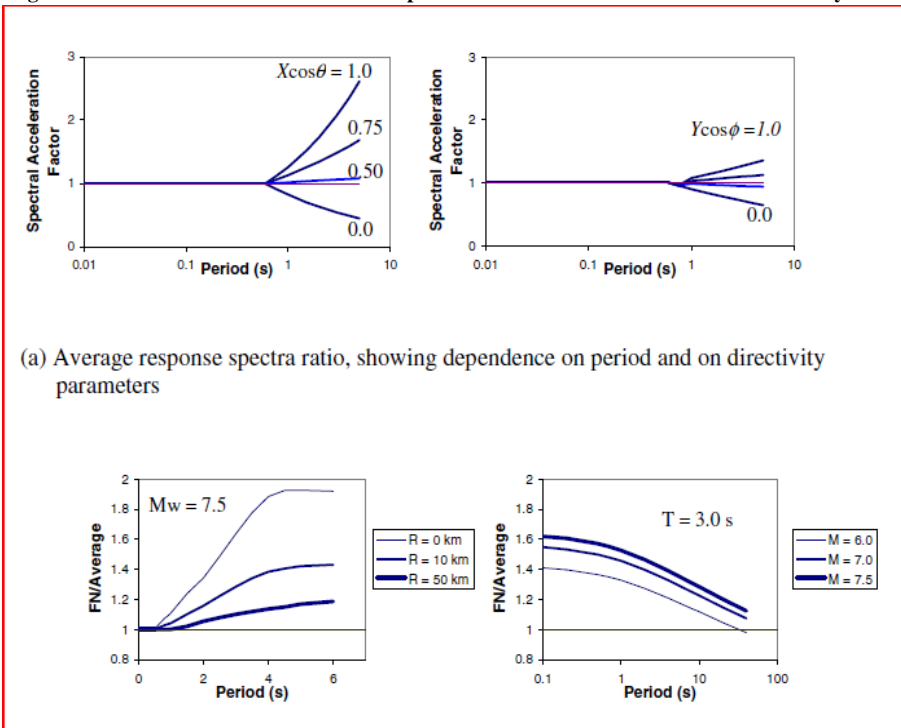 3
2
1
0
Spectral Acceleration
Factor
0.01
0.1
1
10
Period (s)
Xcosθ = 1.0
0.75
0.50
0.0
3
2
1
0
Spectral Acceleration
Factor
0.01
0.1
1
10
Period (s)
Ycosϕ =1.0
0.0
(a) Average response spectra ratio, showing dependence on period and on directivity
parameters
2
1.8
1.6
1.4
1.2
1
0.8
FN/Average
0
2
4
6
Period (s)
Mw = 7.5
R = 0 km
R = 10 km
R = 50 km
2
1.8
1.6
1.4
1.2
1
0.8
FN/Average
0.1
1
10
100
Period (s)
T = 3.0 s
M = 6.0
M = 7.0
M = 7.5